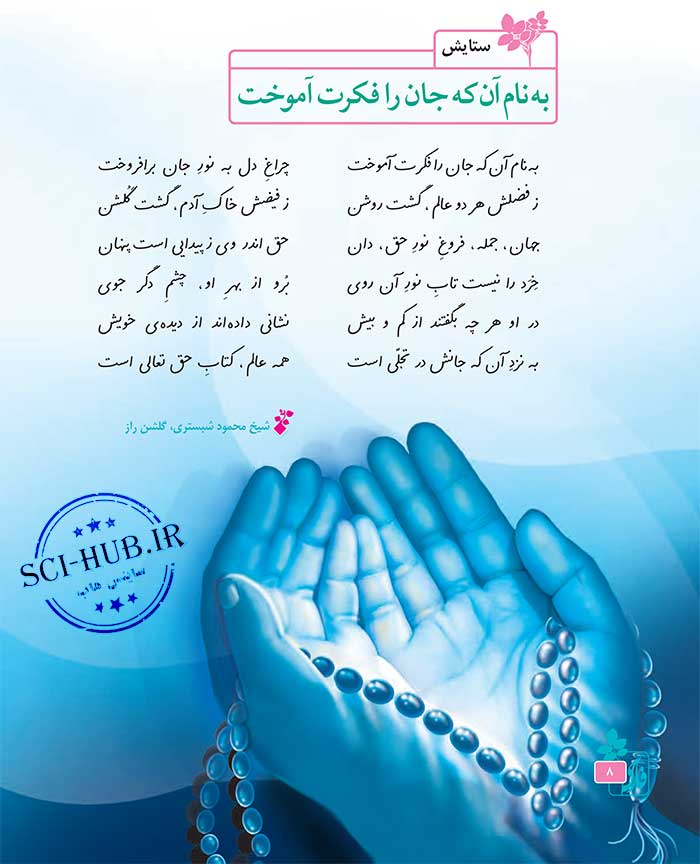 ستایش
به نام آن که جان را فکرت آموخت
به نام آن که جان را فکرت آموخت چراغِ دل به نورِ جان برافروخت
ز فضلش هر دو عالم، گشت روشن ز فیضش خاکِ آدم، گشت گُلشن
جهان، جمله، فروغِ نورِ حق، دان حق اندر وی ز پیدایی است پنهان
خِرَد را نیست تابِ نورِ آن روی بُرو از بهرِ او، چشمِ دگر جوی
در او هر چه بگفتند از کم و بیش نشانی داده‌اند از دیده‌ی خویش
به نزدِ آن که جانش در تجلّی است همه عالم، کتابِ حق تعالی است
شیخ محمود شبستری، گلشن راز
SCI-HUB.IR
ساینس هاب
۸